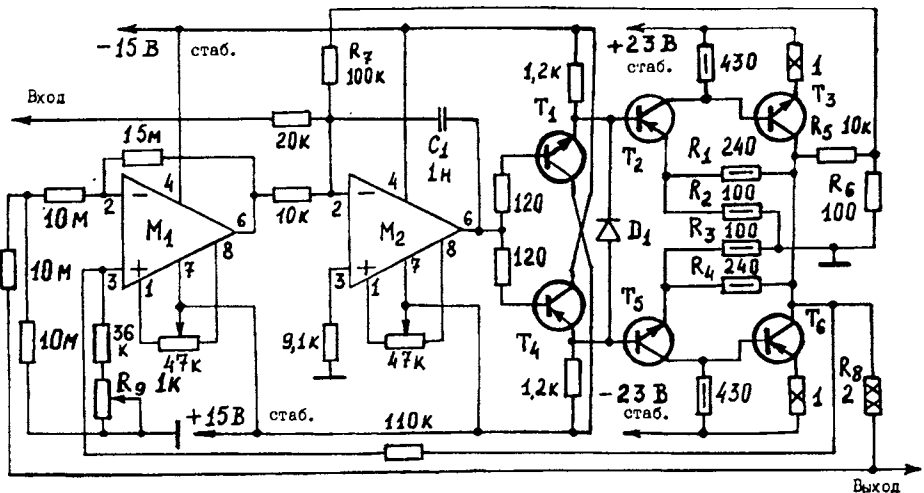 -15 В стаб.
R7
100к
1,2к
+23 В
стаб.
430
1
Вход
15м
20к
C1
1н
T1
T2
T3
R5 10к
10м
4
2
M1
6
3
8
7
1
10к
4
2
M2
6
3
8
7
1
120
120
D1
R1 240
R2 100
R3 100
R4 240
R6
100
10м
10м
36
к
47к
9,1к
47к
T4
T5
T6
R9 1к
+15В стаб.
1,2к
-23 В
стаб.
430
1
R8
2
110к
Выход